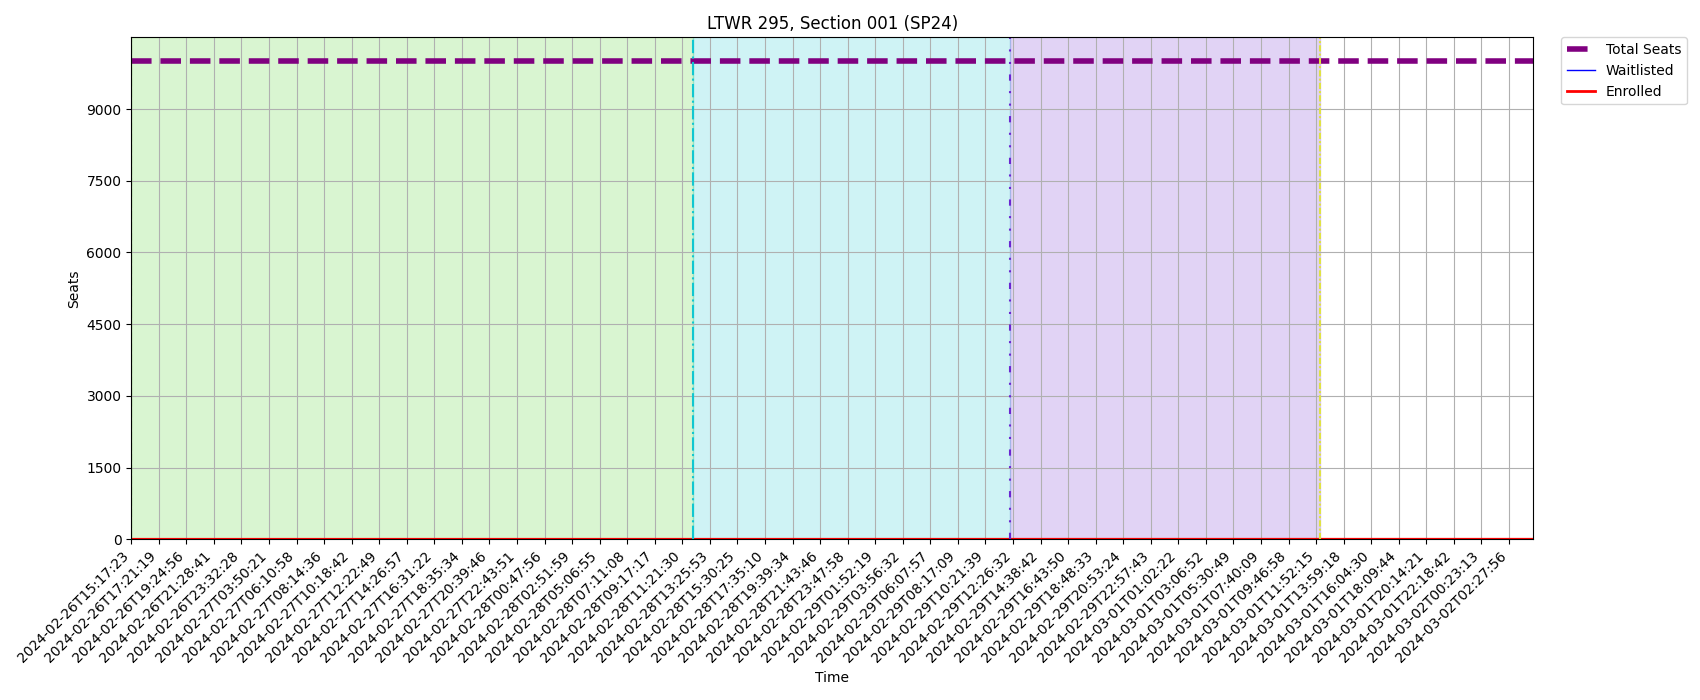 LTWR 295, Section 001 (SP24)
Total Seats
Waitlisted
Enrolled
Seats
9000
7500
6000
4500
3000
1500
0
2024-02-26T15:17:23
2024-02-26T17:21:19
2024-02-26T19:24:56
2024-02-26T21:28:41
2024-02-26T23:32:28
2024-02-27T03:50:21
2024-02-27T06:10:58
2024-02-27T08:14:36
2024-02-27T10:18:42
2024-02-27T12:22:49
2024-02-27T14:26:57
2024-02-27T16:31:22
2024-02-27T18:35:34
2024-02-27T20:39:46
2024-02-27T22:43:51
2024-02-28T00:47:56
2024-02-28T02:51:59
2024-02-28T05:06:55
2024-02-28T07:11:08
2024-02-28T09:17:17
2024-02-28T11:21:30
2024-02-28T13:25:53
2024-02-28T15:30:25
2024-02-28T17:35:10
2024-02-28T19:39:34
2024-02-28T21:43:46
2024-02-28T23:47:58
2024-02-29T01:52:19
2024-02-29T03:56:32
2024-02-29T06:07:57
2024-02-29T08:17:09
2024-02-29T10:21:39
2024-02-29T12:26:32
2024-02-29T14:38:42
2024-02-29T16:43:50
2024-02-29T18:48:33
2024-02-29T20:53:24
2024-02-29T22:57:43
2024-03-01T01:02:22
2024-03-01T03:06:52
2024-03-01T05:30:49
2024-03-01T07:40:09
2024-03-01T09:46:58
2024-03-01T11:52:15
2024-03-01T13:59:18
2024-03-01T16:04:30
2024-03-01T18:09:44
2024-03-01T20:14:21
2024-03-01T22:18:42
2024-03-02T00:23:13
2024-03-02T02:27:56
Time